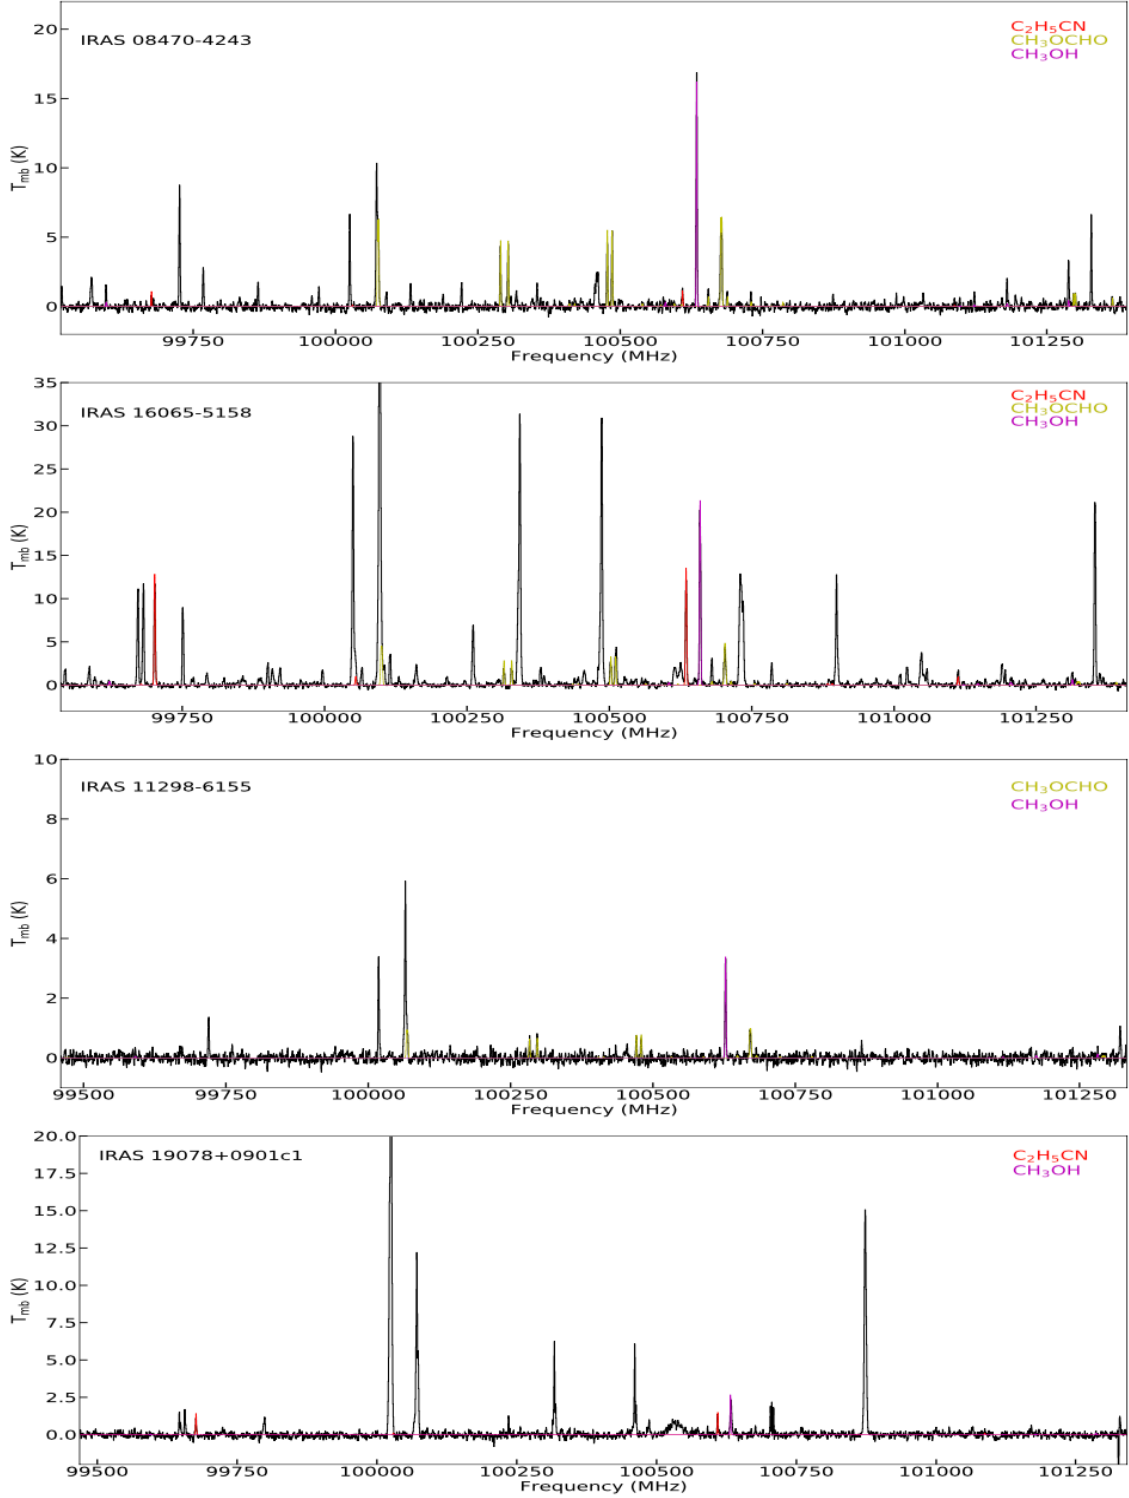 IRAS 08470-4243
C₂H₅CN
CH₃OCHO
CH₃OH
20
15
10
5
0
T_mb (K)
99750 100000 100250 100500 100750 101000 101250
Frequency (MHz)
IRAS 16065-5158
C₂H₅CN
CH₃OCHO
CH₃OH
35
30
25
20
15
10
5
0
T_mb (K)
99750 100000 100250 100500 100750 101000 101250
Frequency (MHz)
IRAS 11298-6155
CH₃OCHO
CH₃OH
10
8
6
4
2
0
T_mb (K)
99500 99750 100000 100250 100500 100750 101000 101250
Frequency (MHz)
IRAS 19078+0901c1
C₂H₅CN
CH₃OH
20.0
17.5
15.0
12.5
10.0
7.5
5.0
2.5
0.0
T_mb (K)
99500 99750 100000 100250 100500 100750 101000 101250
Frequency (MHz)